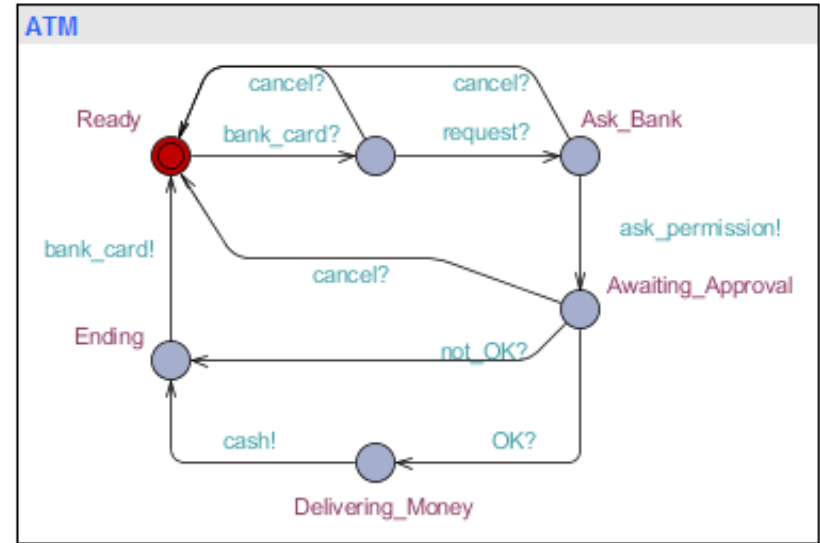 ATM
cancel?
cancel?
Ready
bank_card?
request?
Ask_Bank
ask_permission!
bank_card!
cancel?
Awaiting_Approval
Ending
not_OK?
cash!
OK?
Delivering_Money